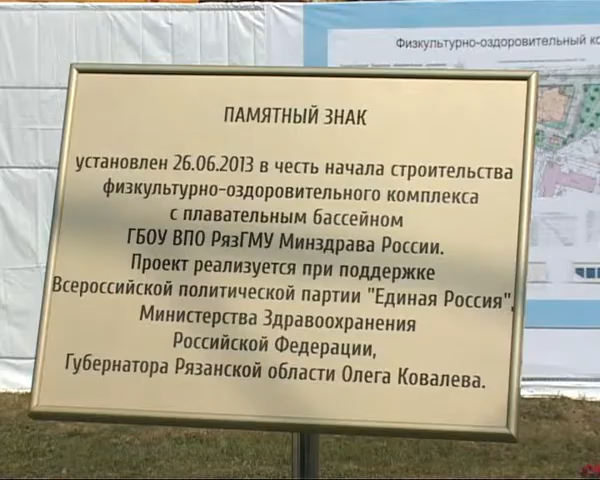 Физкультурно-оздоровительный
ПАМЯТНЫЙ ЗНАК
установлен 26.06.2013 в честь начала строительства
физкультурно-оздоровительного комплекса
с плавательным бассейном
ГБОУ ВПО РязГМУ Минздрава России.
Проект реализуется при поддержке
Всероссийской политической партии "Единая Россия",
Министерства Здравоохранения
Российской Федерации,
Губернатора Рязанской области Олега Ковалева.